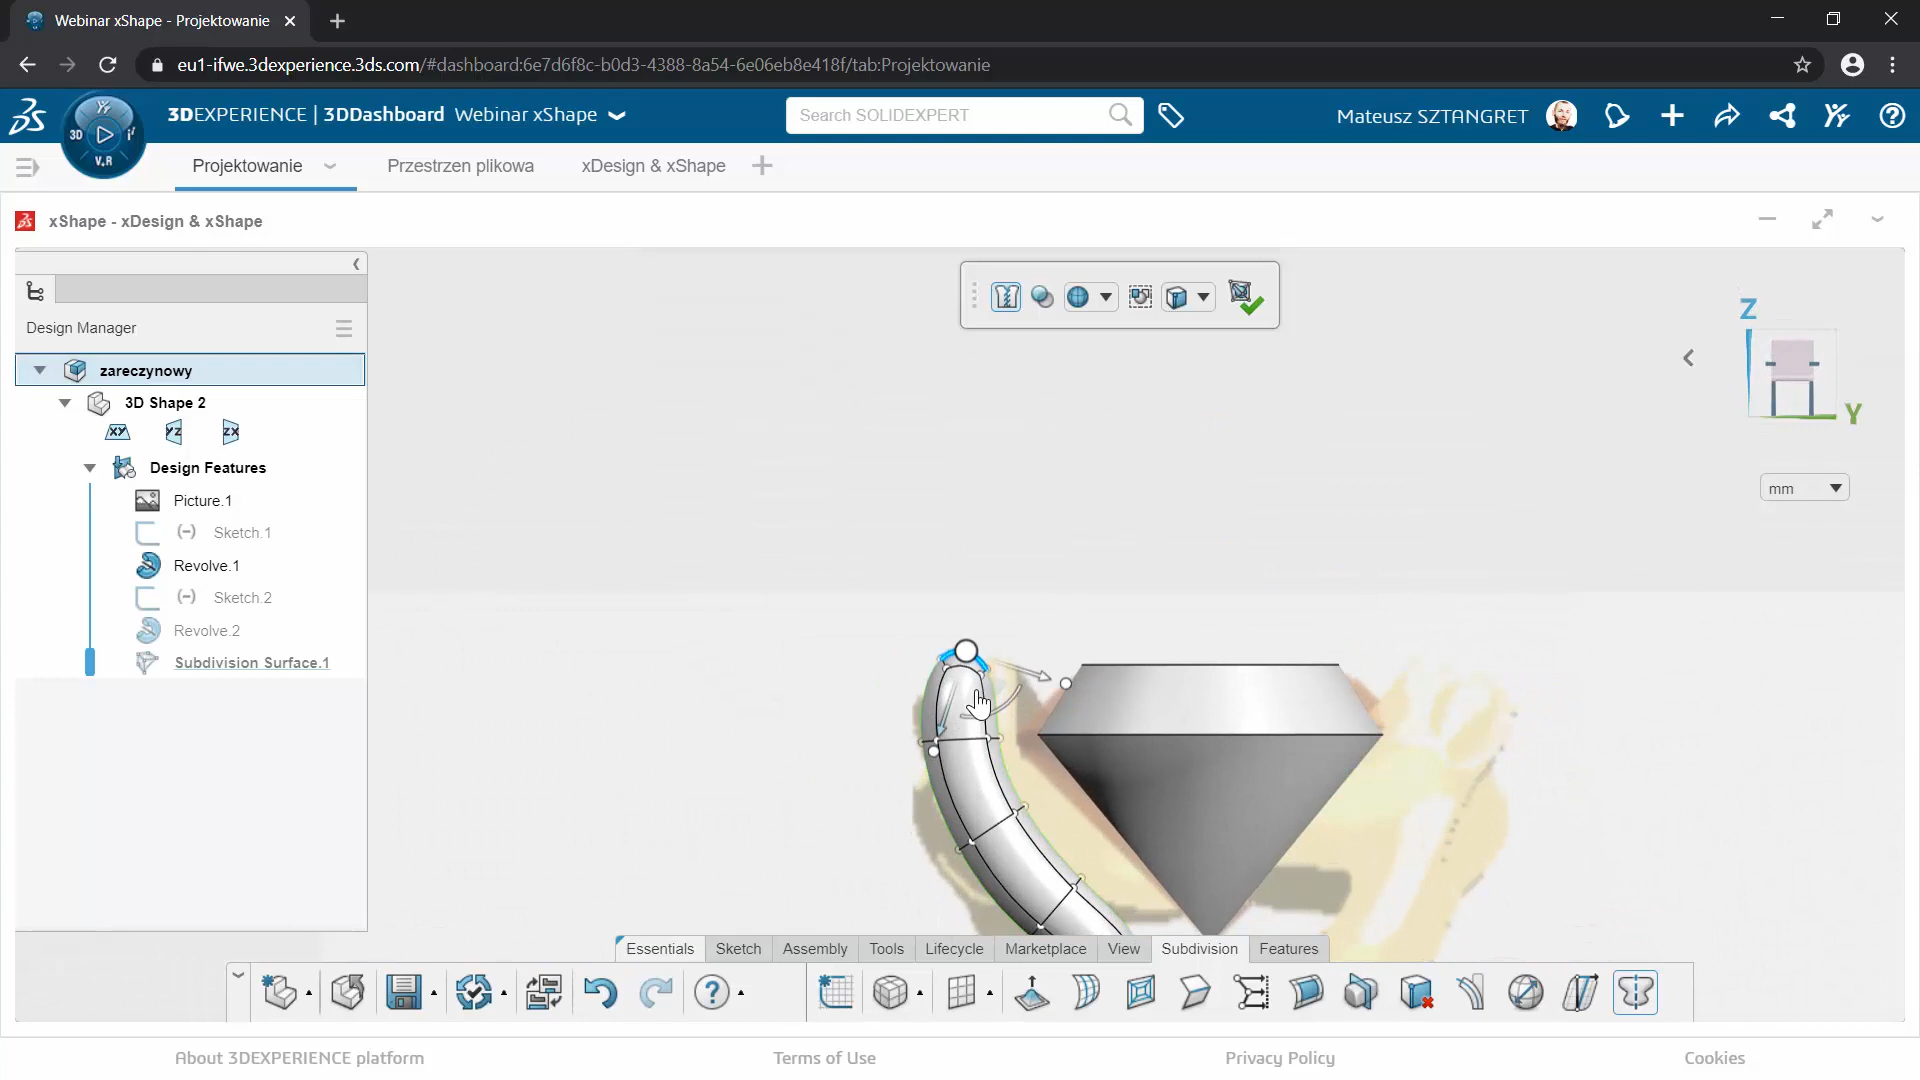 Webinar xShape - Projektowanie
eu1-ifwe.3dexperience.3ds.com/#dashboard:6e7d6f8c-b0d3-4388-8a54-6e06eb8e418f/tab:Projektowanie
3D V.R i²
3DEXPERIENCE | 3DDashboard Webinar xShape
Search SOLIDEXPERT
Mateusz SZTANGRET
Projektowanie
Przestrzen plikowa
xDesign & xShape
xShape - xDesign & xShape
Design Manager
zareczynowy
3D Shape 2
XY YZ ZX
Design Features
Picture.1
(-) Sketch.1
Revolve.1
(-) Sketch.2
Revolve.2
Subdivision Surface.1
Z
Y
mm
Essentials Sketch Assembly Tools Lifecycle Marketplace View Subdivision Features
About 3DEXPERIENCE platform
Terms of Use
Privacy Policy
Cookies